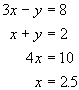 3x − y = 8
x + y = 2
4x = 10
x = 2.5